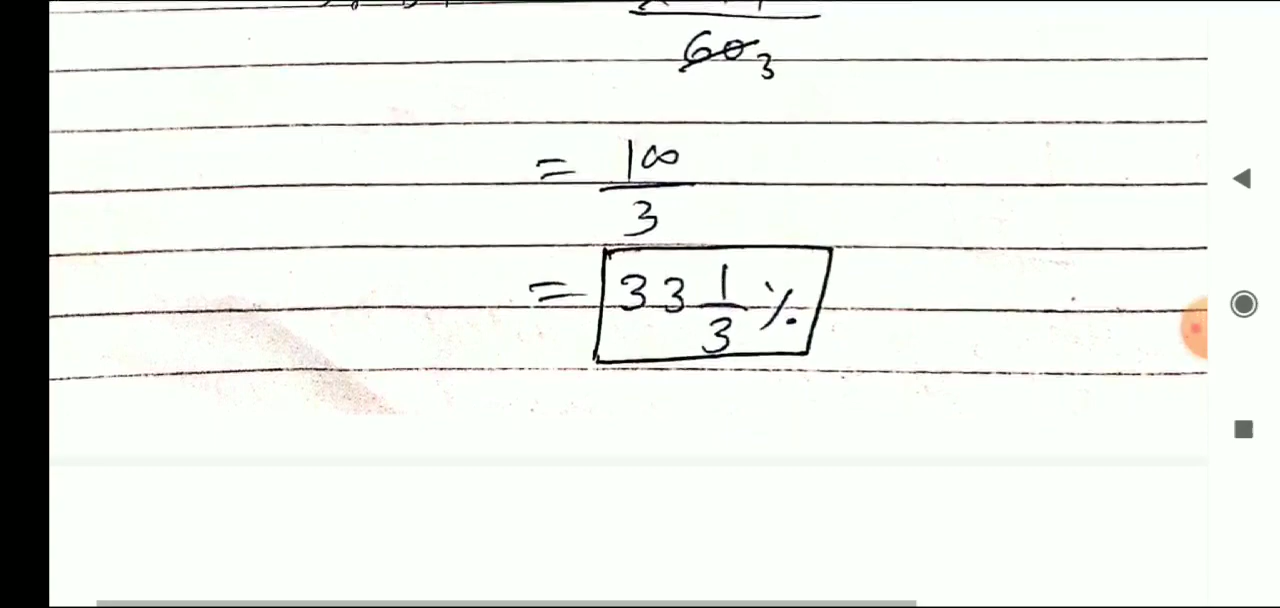 60 3
= 100
3
= 33 1/3 %